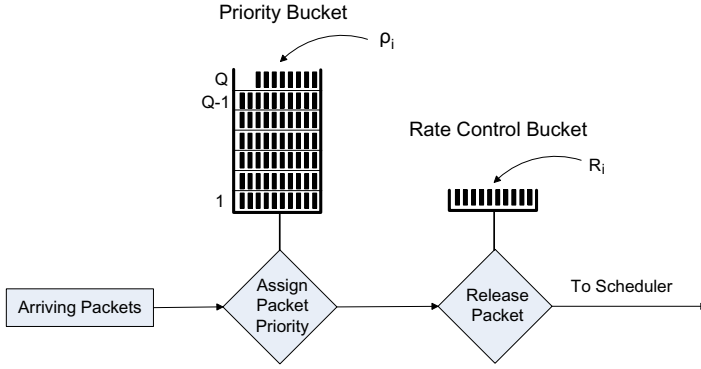 Priority Bucket
ρi
Q
Q-1
1
Rate Control Bucket
Ri
Arriving Packets
Assign
Packet
Priority
Release
Packet
To Scheduler